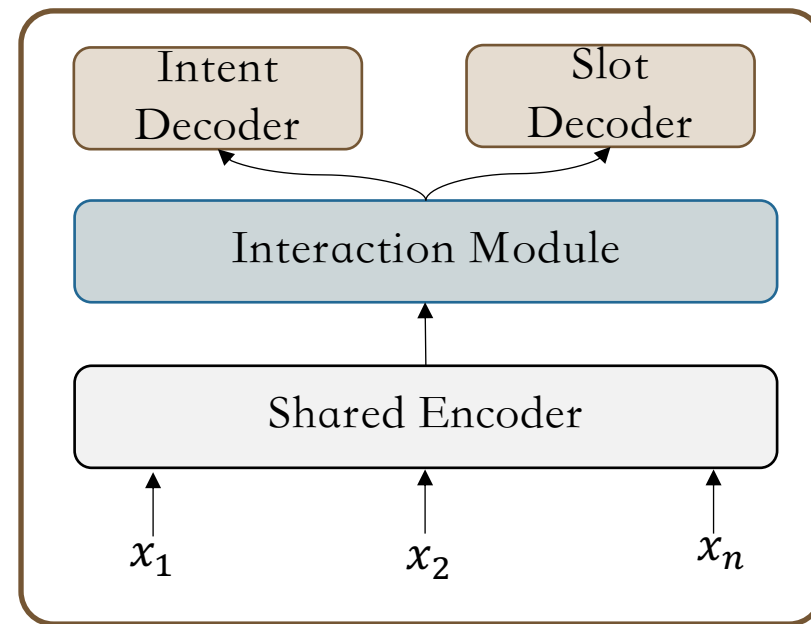 Intent
Decoder
Slot
Decoder
Interaction Module
Shared Encoder
x₁ x₂ xₙ